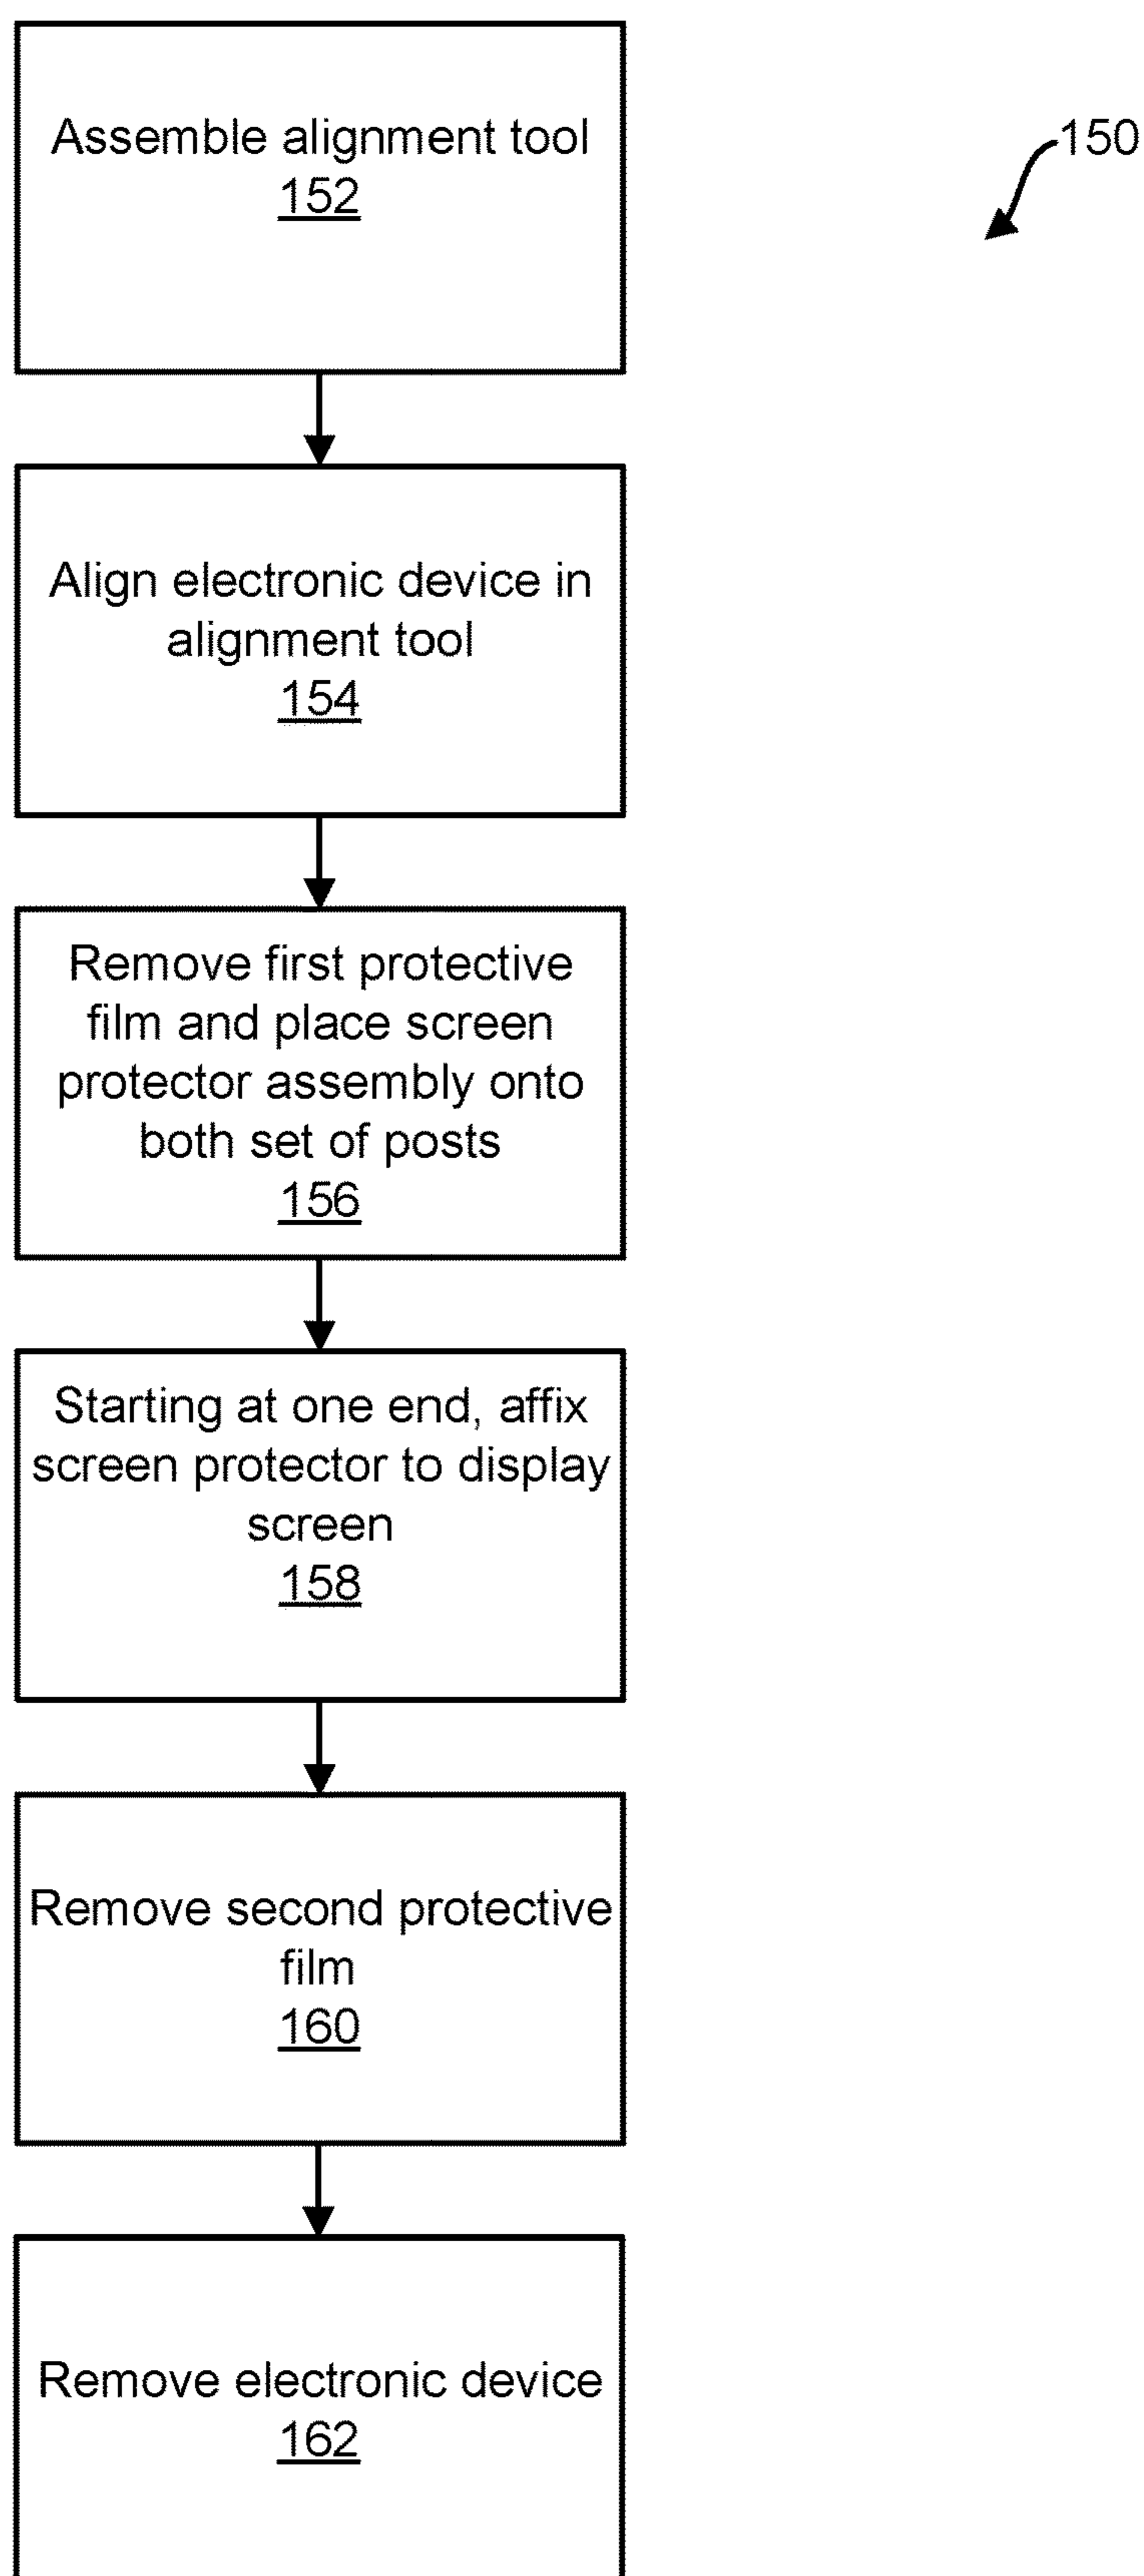 Assemble alignment tool
152
150
Align electronic device in
alignment tool
154
Remove first protective
film and place screen
protector assembly onto
both set of posts
156
Starting at one end, affix
screen protector to display
screen
158
Remove second protective
film
160
Remove electronic device
162